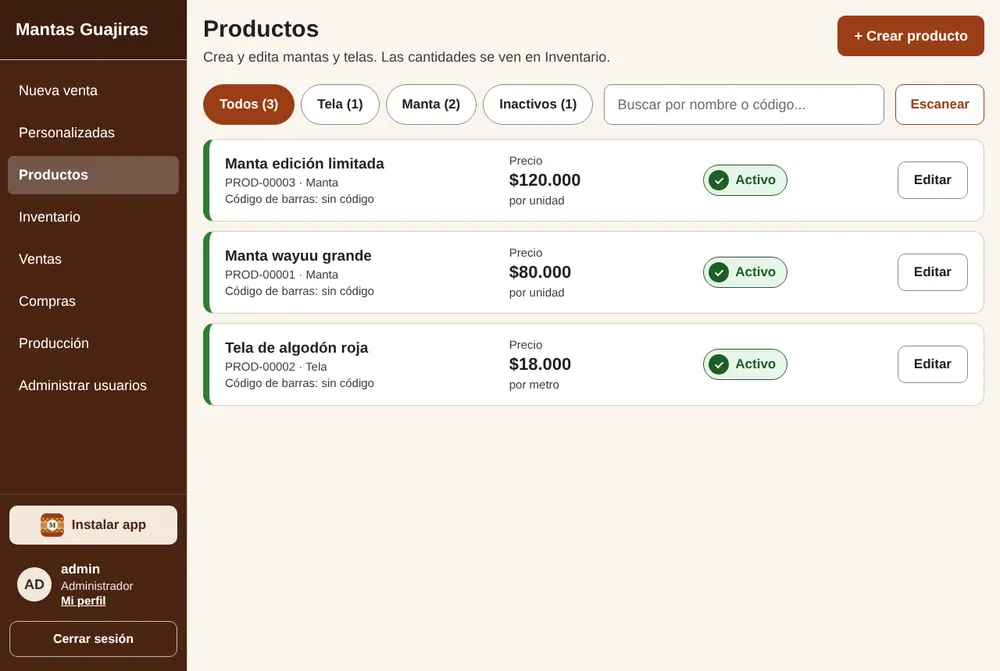 Mantas Guajiras
Nueva venta
Personalizadas
Productos
Inventario
Ventas
Compras
Producción
Administrar usuarios
M
Instalar app
AD
admin
Administrador
Mi perfil
Cerrar sesión
Productos
Crea y edita mantas y telas. Las cantidades se ven en Inventario.
+ Crear producto
Todos (3)
Tela (1)
Manta (2)
Inactivos (1)
Buscar por nombre o código...
Escanear
Manta edición limitada
PROD-00003 · Manta
Código de barras: sin código
Precio
$120.000
por unidad
Activo
Editar
Manta wayuu grande
PROD-00001 · Manta
Código de barras: sin código
Precio
$80.000
por unidad
Activo
Editar
Tela de algodón roja
PROD-00002 · Tela
Código de barras: sin código
Precio
$18.000
por metro
Activo
Editar